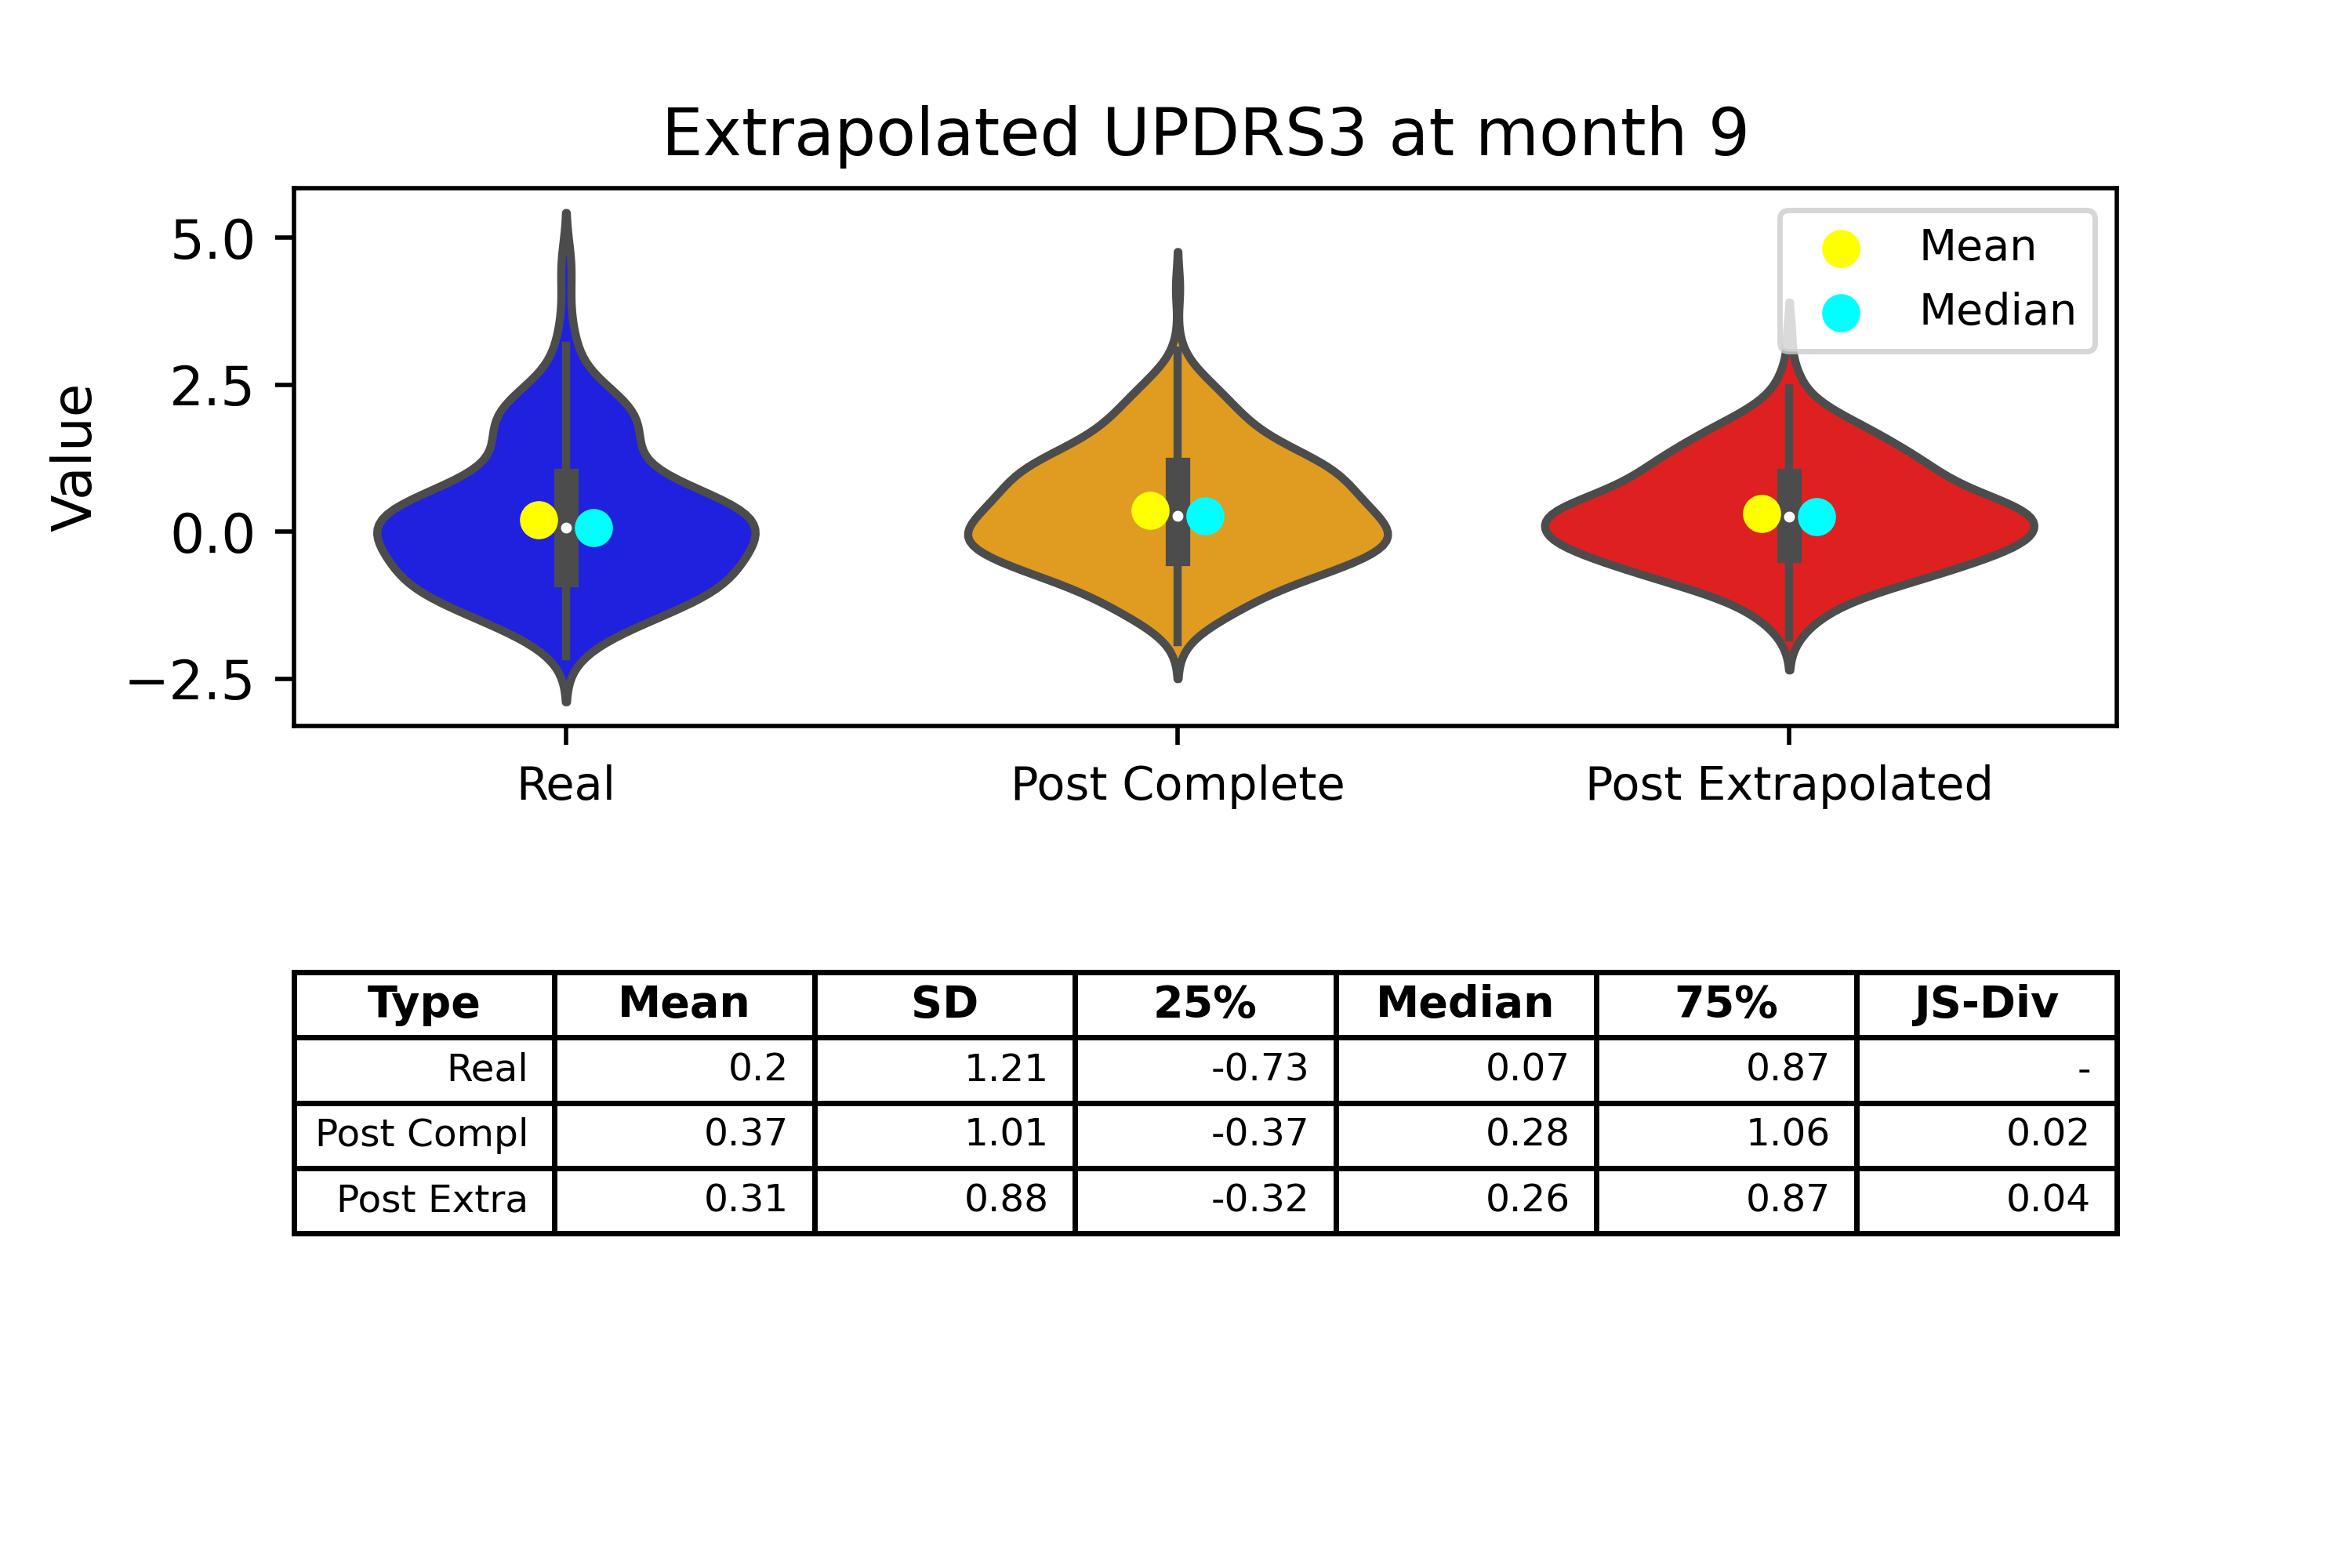 Extrapolated UPDRS3 at month 9
Value
5.0
2.5
0.0
−2.5
Mean
Median
Real Post Complete Post Extrapolated
Type Mean SD 25% Median 75% JS-Div
Real 0.2 1.21 -0.73 0.07 0.87 -
Post Compl 0.37 1.01 -0.37 0.28 1.06 0.02
Post Extra 0.31 0.88 -0.32 0.26 0.87 0.04